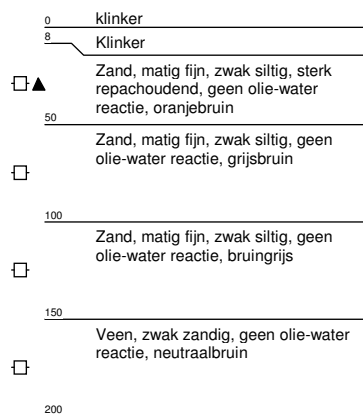 0 klinker
8 Klinker
Zand, matig fijn, zwak siltig, sterk
repachoudend, geen olie-water
reactie, oranjebruin
50
Zand, matig fijn, zwak siltig, geen
olie-water reactie, grijsbruin
100
Zand, matig fijn, zwak siltig, geen
olie-water reactie, bruingrijs
150
Veen, zwak zandig, geen olie-water
reactie, neutraalbruin
200